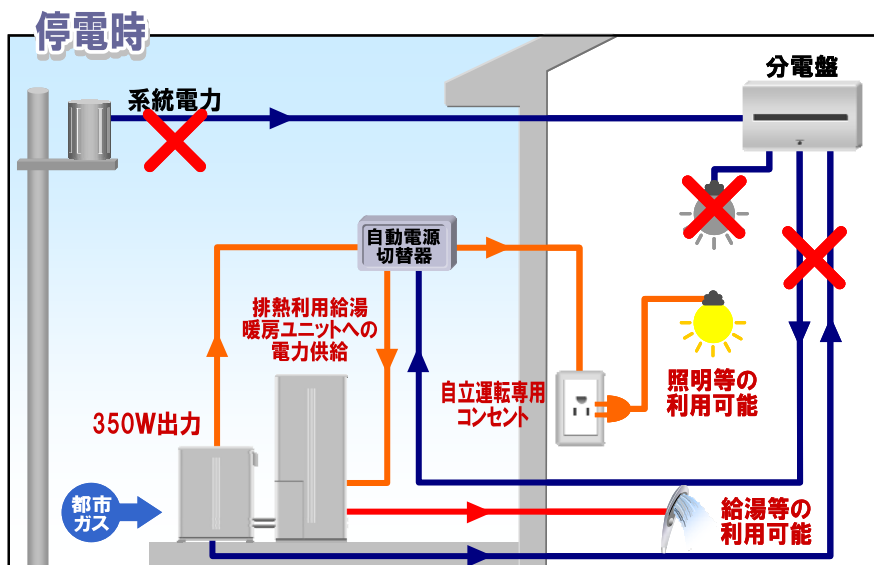 停電時
系統電力
分電盤
自動電源
切替器
排熱利用給湯
暖房ユニットへの
電力供給
自立運転専用
コンセント
照明等の
利用可能
350W出力
都市
ガス
給湯等の
利用可能